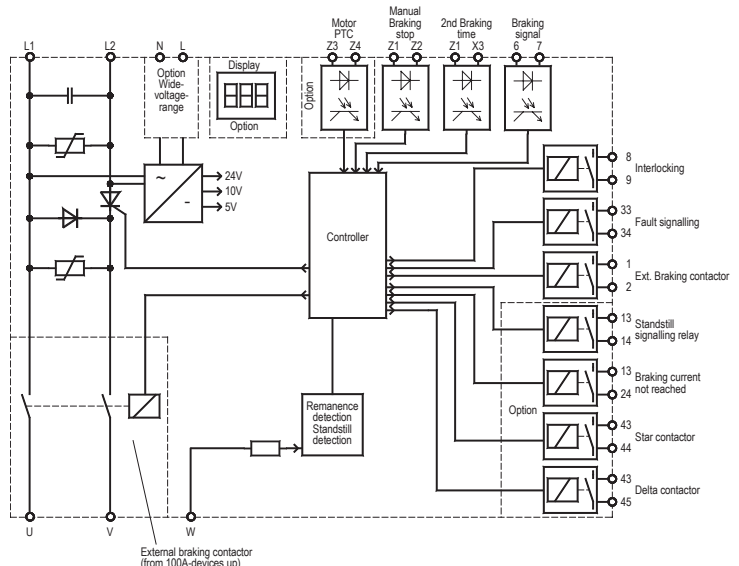 L1
L2
N
L
Option
Wide-
voltage-
range
Display
Option
Option
Motor
PTC
Z3 Z4
Manual
Braking
stop
Z1 Z2
2nd Braking
time
Z1 X3
Braking
signal
6 7
~
-
24V
10V
5V
Controller
8
9
Interlocking
33
34
Fault signalling
1
2
Ext. Braking contactor
13
14
Standstill
signalling relay
13
24
Braking current
not reached
Option
43
44
Star contactor
43
45
Delta contactor
Remanence
detection
Standstill
detection
U
V
W
External braking contactor
(from 100A-devices up)